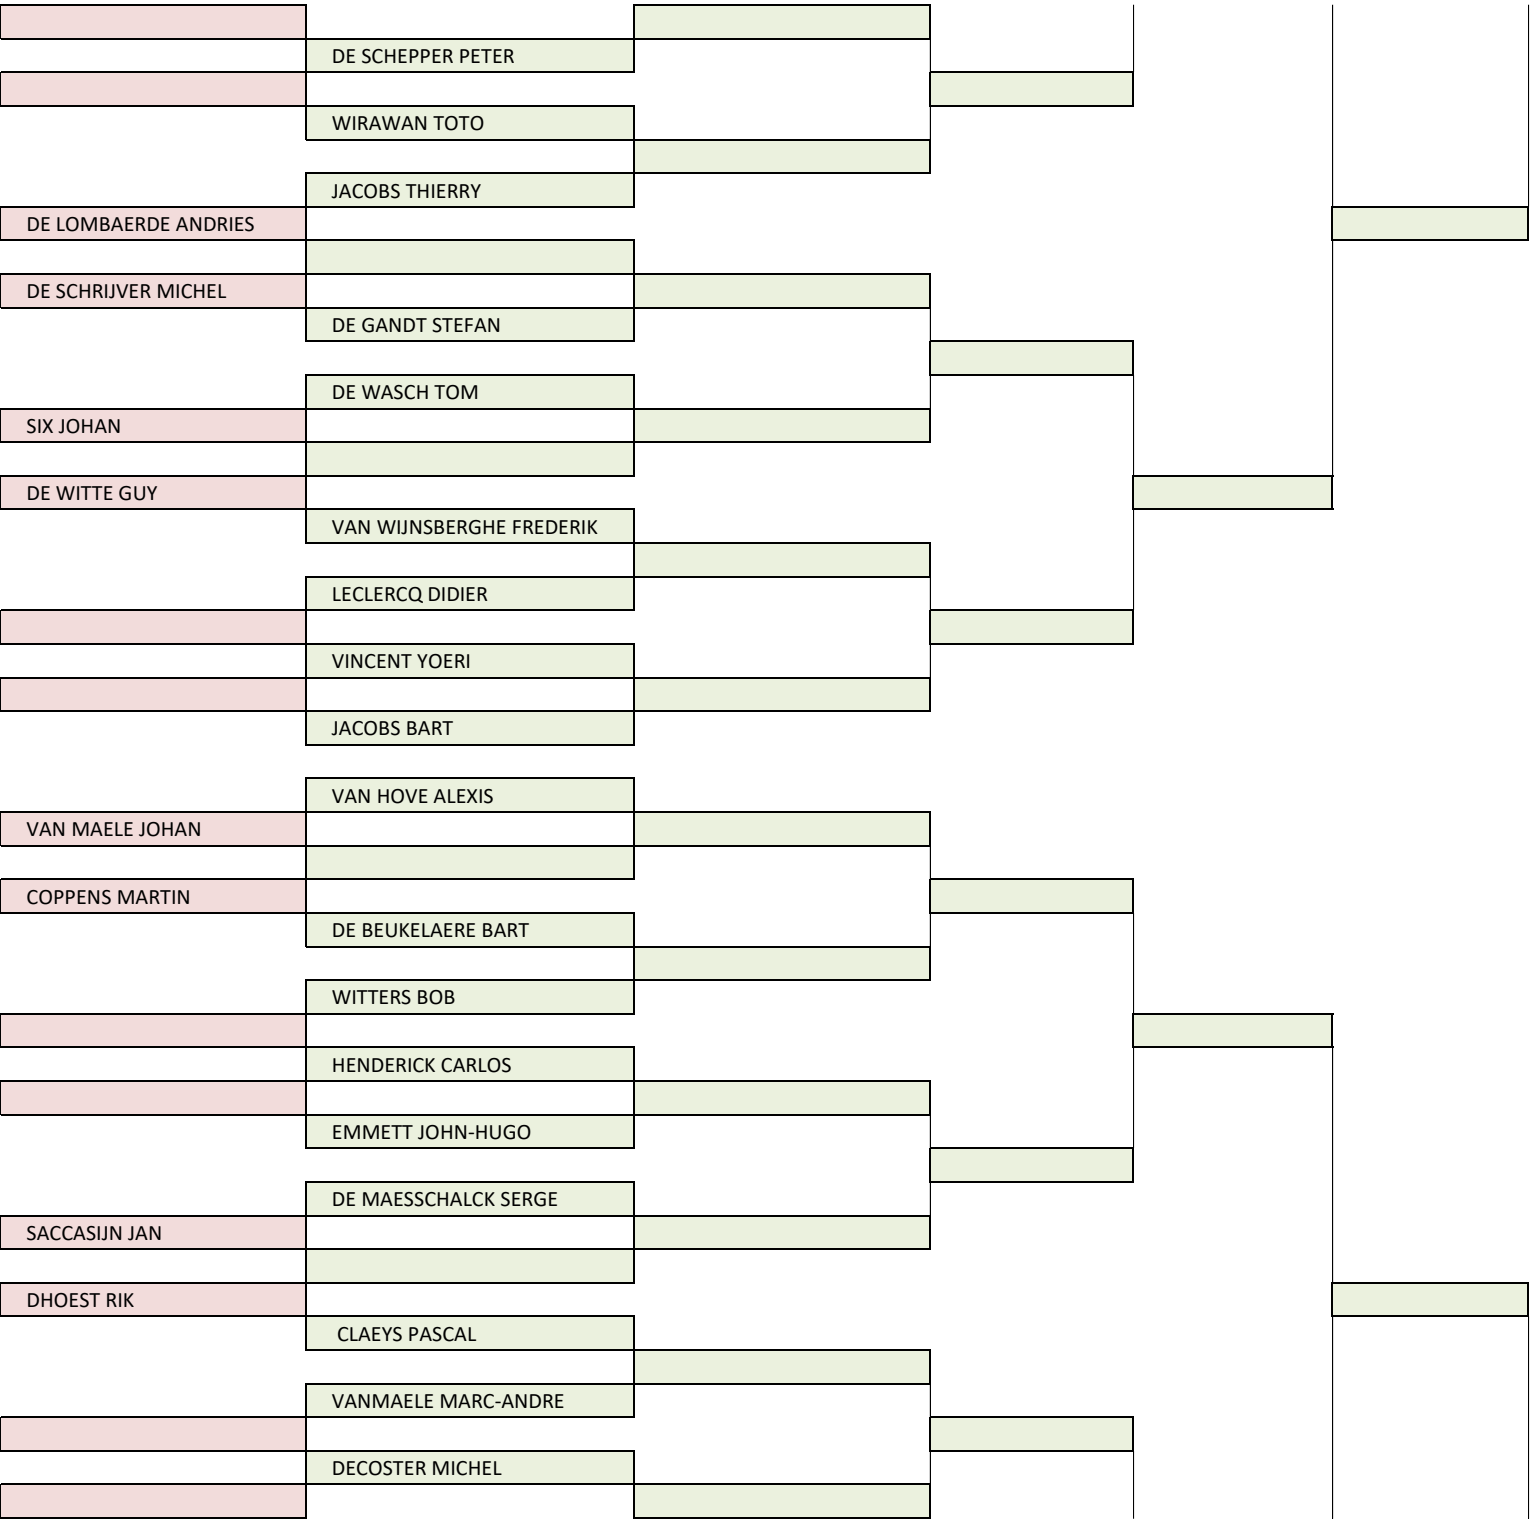 DE SCHEPPER PETER
WIRAWAN TOTO
JACOBS THIERRY
DE LOMBAERDE ANDRIES
DE SCHRIJVER MICHEL
DE GANDT STEFAN
DE WASCH TOM
SIX JOHAN
DE WITTE GUY
VAN WIJNSBERGHE FREDERIK
LECLERCQ DIDIER
VINCENT YOERI
JACOBS BART
VAN HOVE ALEXIS
VAN MAELE JOHAN
COPPENS MARTIN
DE BEUKELAERE BART
WITTERS BOB
HENDERICK CARLOS
EMMETT JOHN-HUGO
DE MAESSCHALCK SERGE
SACCASIJN JAN
DHOEST RIK
CLAEYS PASCAL
VANMAELE MARC-ANDRE
DECOSTER MICHEL